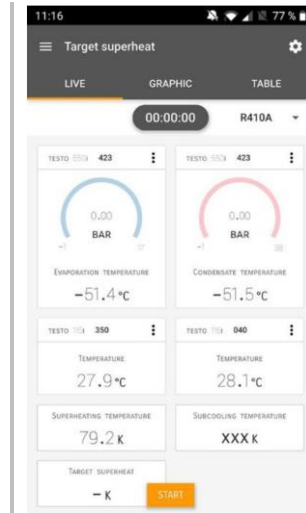 11:16 77 %
Target superheat
LIVE GRAPHIC TABLE
00:00:00 R410A
TESTO 423
TESTO 423
0.00
BAR
-1
0.00
BAR
-1
EVAPORATION TEMPERATURE
-51.4 °C
CONDENSATE TEMPERATURE
-51.5 °C
TESTO 350
TESTO 040
TEMPERATURE
27.9 °C
TEMPERATURE
28.1 °C
SUPERHEATING TEMPERATURE
79.2 K
SUBCOOLING TEMPERATURE
XXX K
TARGET SUPERHEAT
– K
START